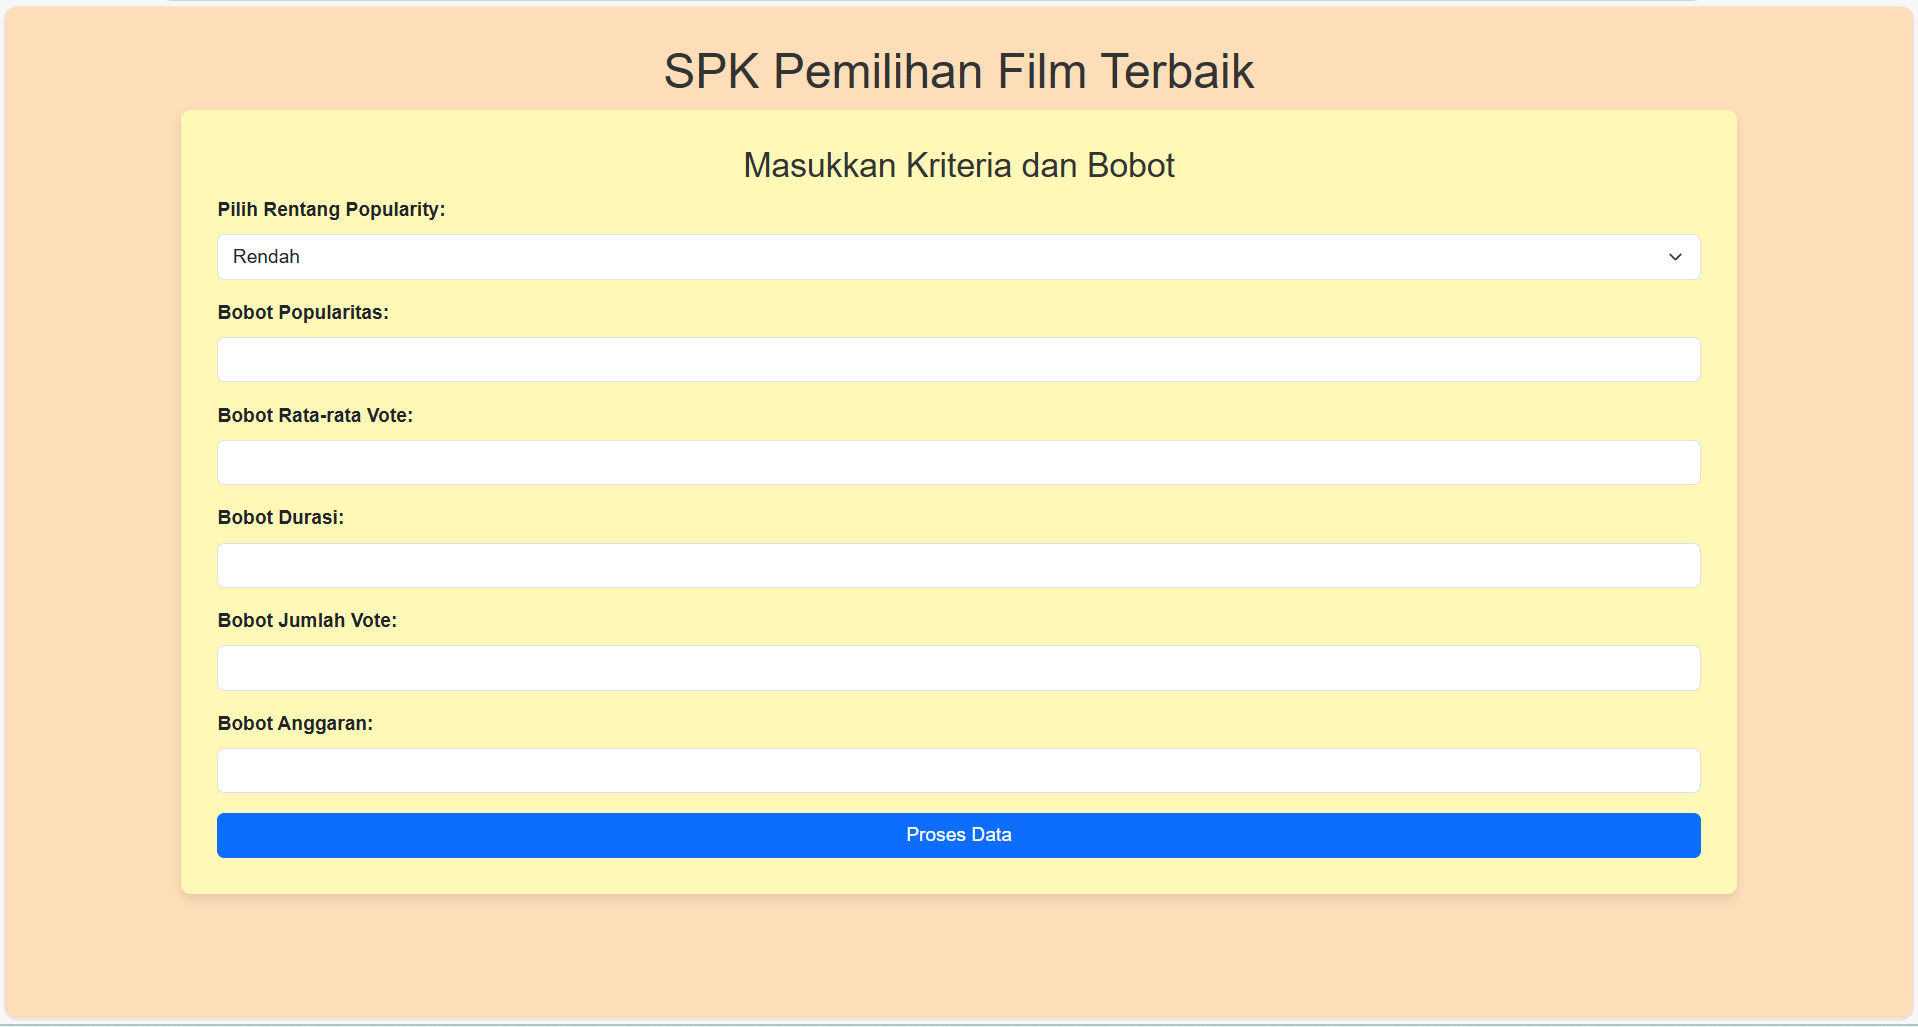 SPK Pemilihan Film Terbaik
Masukkan Kriteria dan Bobot
Pilih Rentang Popularity:
Rendah
Bobot Popularitas:
Bobot Rata-rata Vote:
Bobot Durasi:
Bobot Jumlah Vote:
Bobot Anggaran:
Proses Data